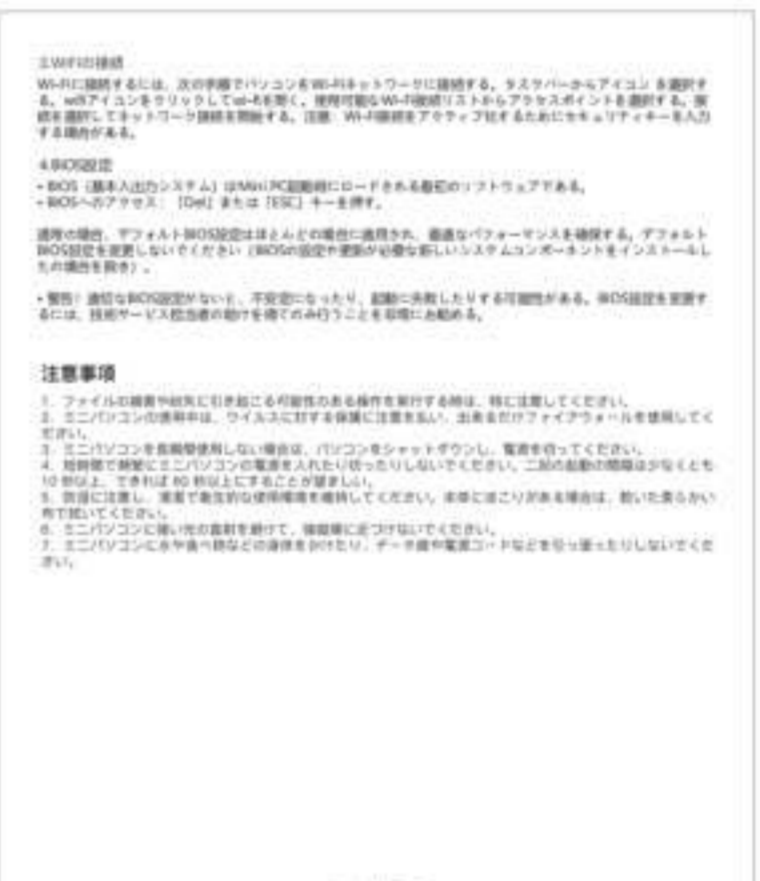 3.WiFiの接続
Wi-Fiに接続するには、次の手順でパソコンをWi-Fiネットワークに接続する。タスクバーからアイコン を選択す
る。wifiアイコンをクリックしてwi-fiを開く。使用可能なWi-Fi接続リストからアクセスポイントを選択する。接
続を選択してネットワーク接続を開始する。注意 Wi-Fi接続をアクティブ化するためにセキュリティキーを入力
する場合がある。
4.BIOS設定
• BIOS（基本入出力システム）はMini PC起動時にロードされる最初のソフトウェアである。
• BIOSへのアクセス：「Del」または「ESC」キーを押す。
通常の場合、デフォルトBIOS設定はほとんどの場合に適用され、最適なパフォーマンスを確保する。デフォルト
BIOS設定を変更しないでください（BIOSの設定や更新が必要な新しいシステムコンポーネントをインストールし
たの場合を除き）。
• 警告！適切なBIOS設定がないと、不安定になったり、起動に失敗したりする可能性がある。BIOS設定を変更す
るには、技術サービス担当者の助けを得てのみ行うことを非常にお勧める。
注意事項
1．ファイルの損害や紛失に引き起こる可能性のある操作を実行する時は、特に注意してください。
2．ミニパソコンの使用中は、ウイルスに対する保護に注意を払い、出来るだけファイアウォールを使用してく
ださい。
3．ミニパソコンを長期間使用しない場合は、パソコンをシャットダウンし、電源を切ってください。
4．短時間で頻繁にミニパソコンの電源を入れたり切ったりしないでください。二回の起動の間隔は少なくとも
10 秒以上、できれば 60 秒以上にすることが望ましい。
5．防湿に注意し、清潔で衛生的な使用環境を維持してください。本体にほこりがある場合は、乾いた柔らかい
布で拭いてください。
6．ミニパソコンに強い光の直射を避けて、強磁場に近づけないでください。
7．ミニパソコンに水や食べ物などの液体をかけたり、データ線や電源コードなどを引っ張ったりしないでくだ
さい。